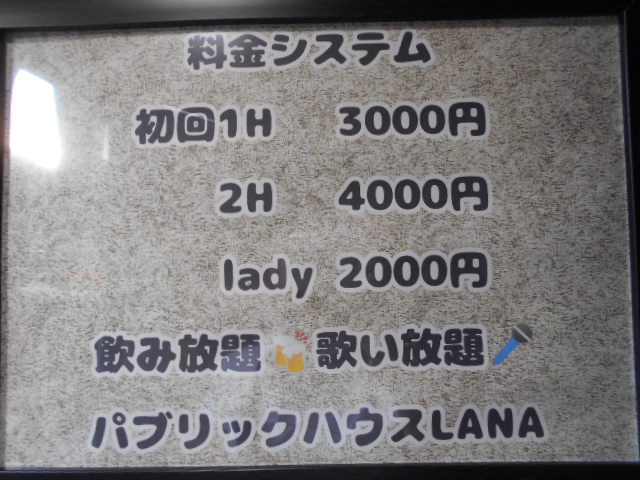 料金システム
初回1H 3000円
2H 4000円
lady 2000円
飲み放題🍻歌い放題🎤
パブリックハウスLANA